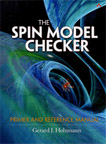 THE
SPIN MODEL
CHECKER
PRIMER AND REFERENCE MANUAL
Gerard J. Holzmann